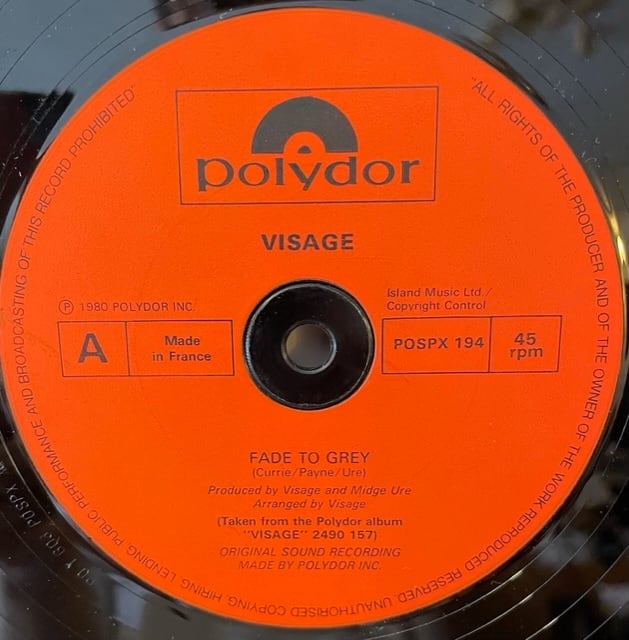 polydor
VISAGE
℗ 1980 POLYDOR INC.
Island Music Ltd./
Copyright Control
A
Made
in France
POSPX 194
45
rpm
FADE TO GREY
(Currie/Payne/Ure)
Produced by Visage and Midge Ure
Arranged by Visage
(Taken from the Polydor album
"VISAGE" 2490 157)
ORIGINAL SOUND RECORDING
MADE BY POLYDOR INC.
"ALL RIGHTS OF THE PRODUCER AND OF THE OWNER OF THE WORK REPRODUCED RESERVED. UNAUTHORISED COPYING, HIRING, LENDING, PUBLIC PERFORMANCE AND BROADCASTING OF THIS RECORD PROHIBITED"
POSPX